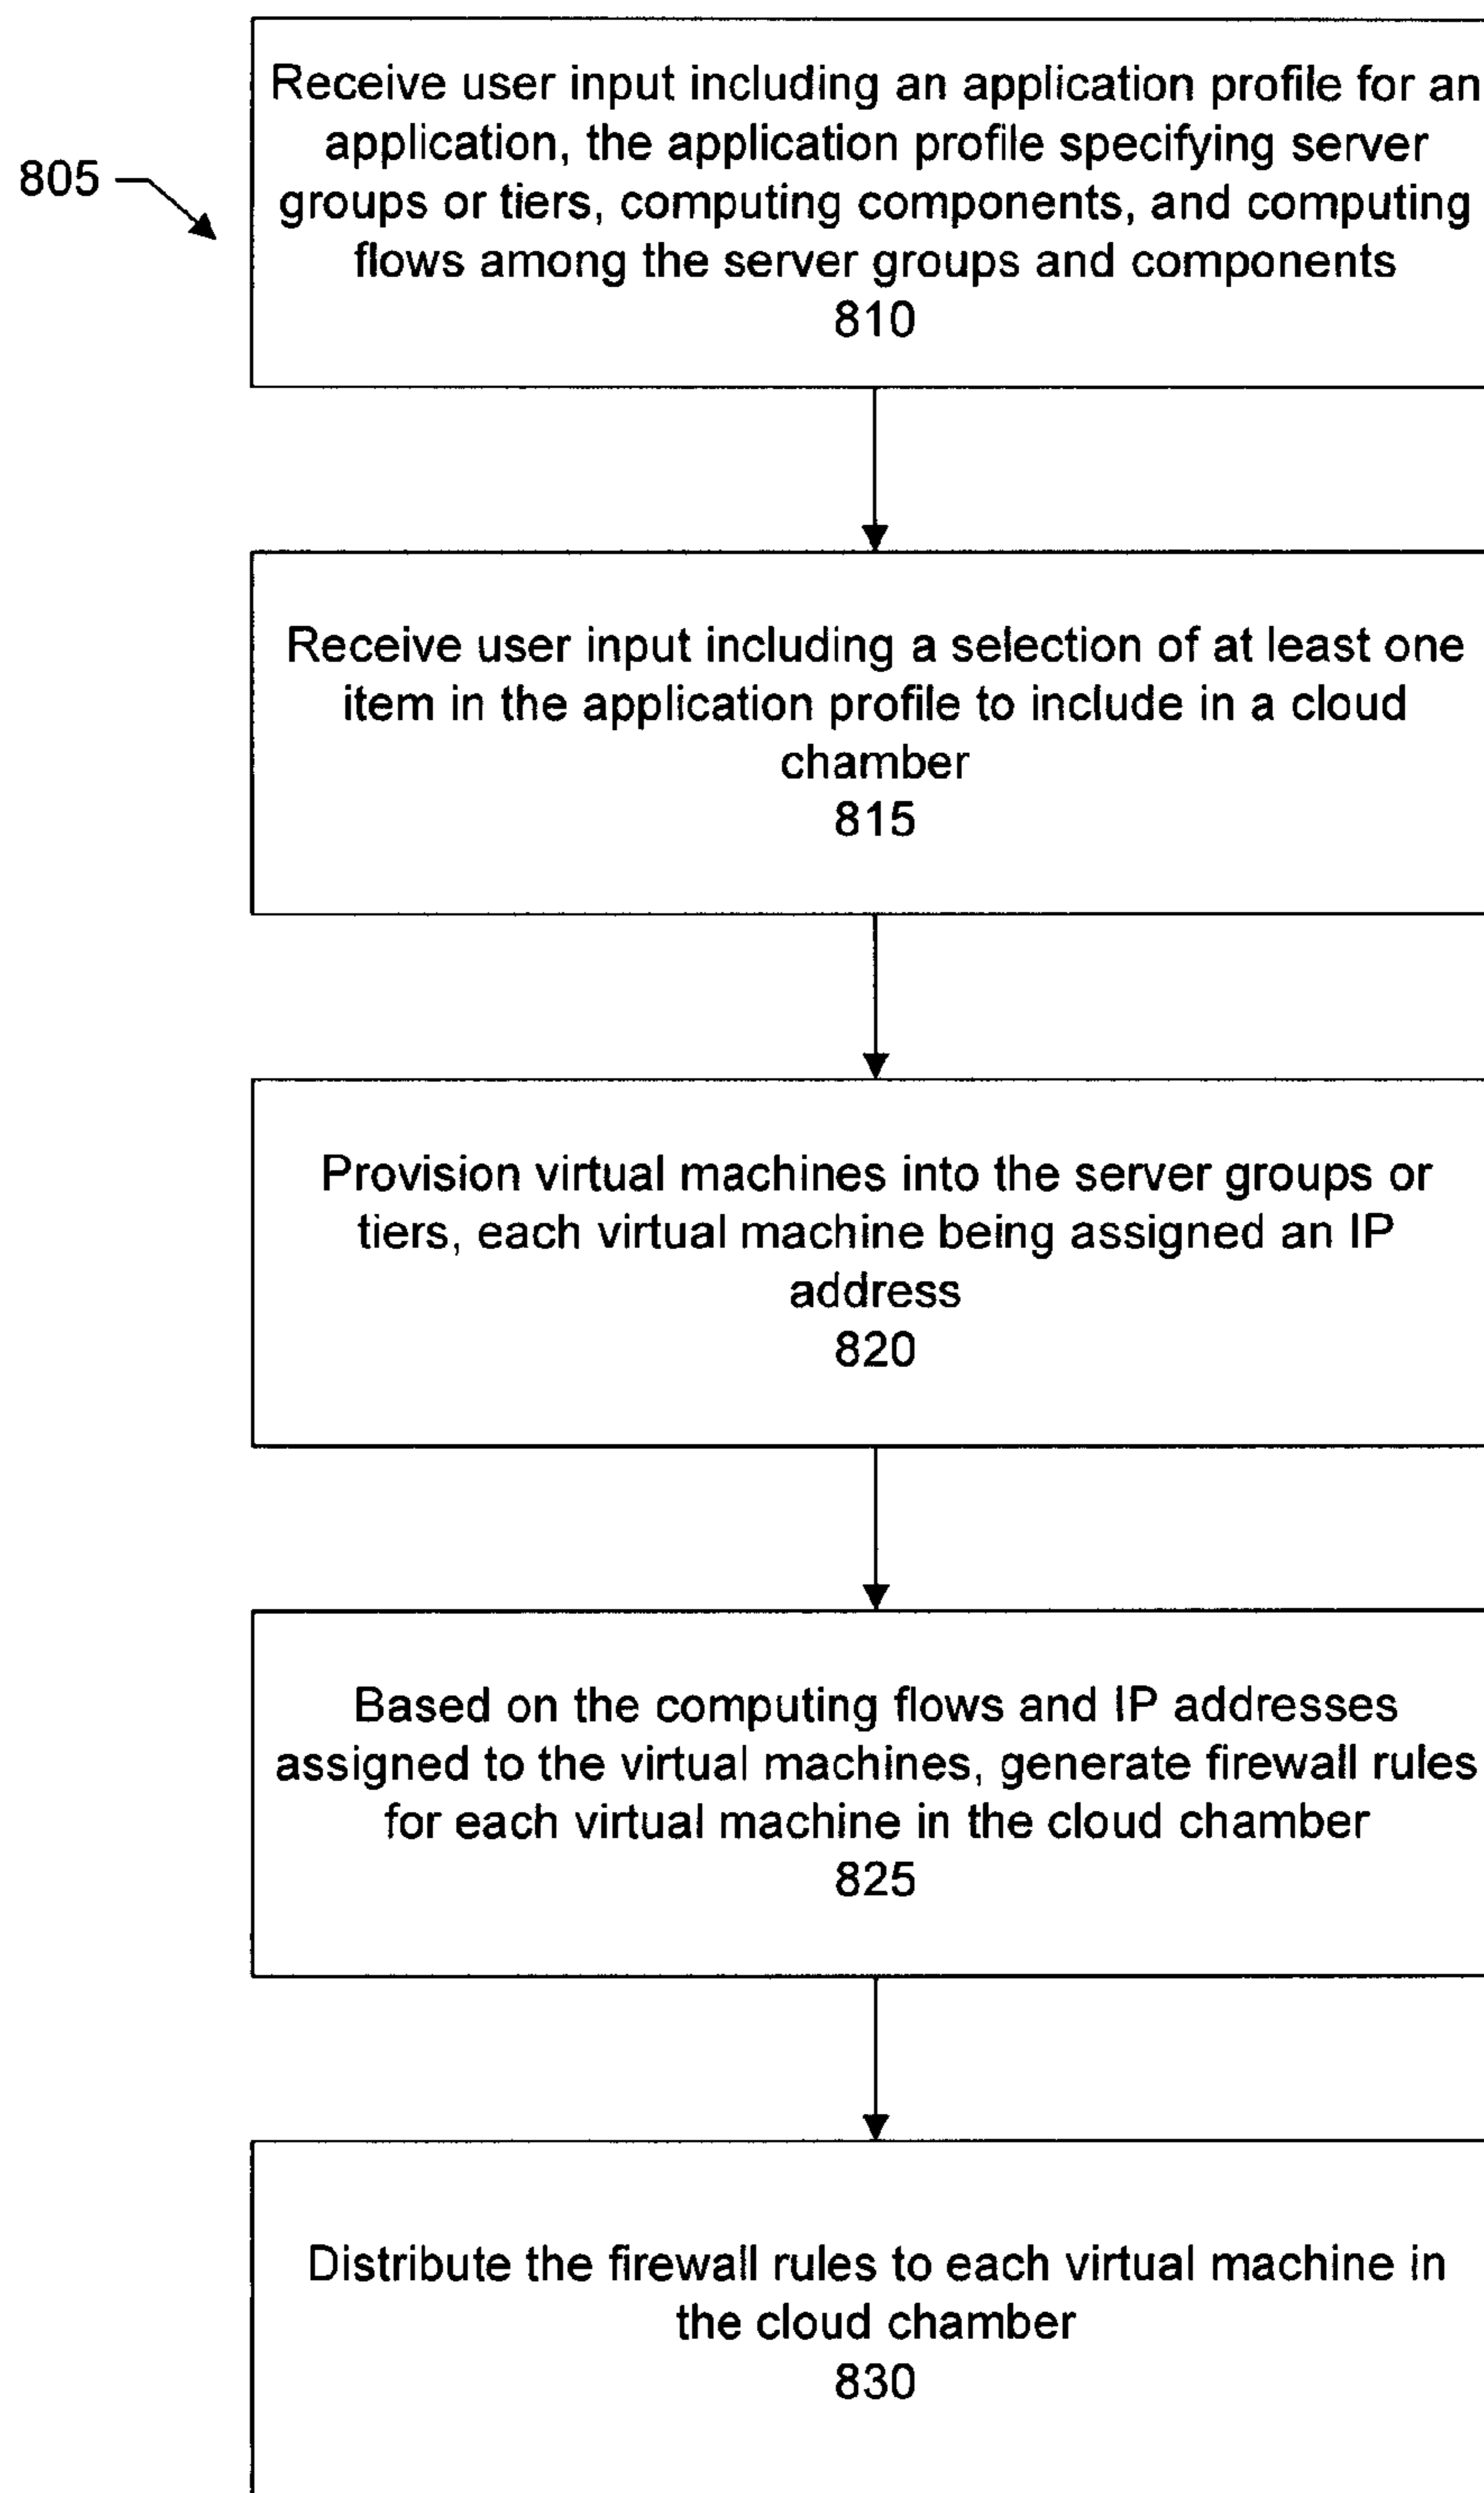 Receive user input including an application profile for an
application, the application profile specifying server
groups or tiers, computing components, and computing
flows among the server groups and components
810
805
Receive user input including a selection of at least one
item in the application profile to include in a cloud
chamber
815
Provision virtual machines into the server groups or
tiers, each virtual machine being assigned an IP
address
820
Based on the computing flows and IP addresses
assigned to the virtual machines, generate firewall rules
for each virtual machine in the cloud chamber
825
Distribute the firewall rules to each virtual machine in
the cloud chamber
830